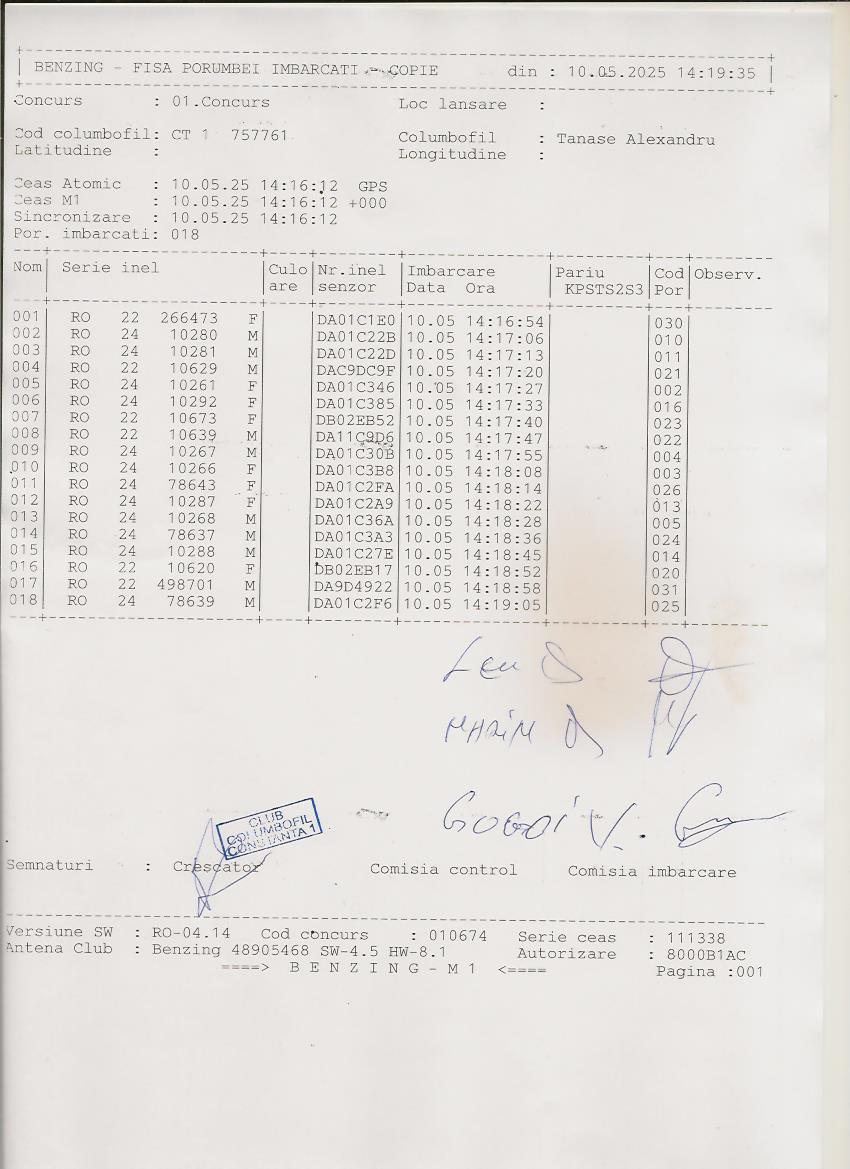 BENZING - FISA PORUMBEI IMBARCATI - COPIE din : 10.05.2025 14:19:35
Concurs : 01.Concurs Loc lansare :
Cod columbofil: CT 1 757761 Columbofil : Tanase Alexandru
Latitudine : Longitudine :
Ceas Atomic : 10.05.25 14:16:12 GPS
Ceas M1 : 10.05.25 14:16:12 +000
Sincronizare : 10.05.25 14:16:12
Por. imbarcati: 018
Nom Serie inel Culo Nr.inel Imbarcare Pariu Cod Observ.
are senzor Data Ora KPSTS2S3 Por
001 RO 22 266473 F DA01C1E0 10.05 14:16:54 030
002 RO 24 10280 M DA01C22B 10.05 14:17:06 010
003 RO 24 10281 M DA01C22D 10.05 14:17:13 011
004 RO 22 10629 M DAC9DC9F 10.05 14:17:20 021
005 RO 24 10261 F DA01C346 10.05 14:17:27 002
006 RO 24 10292 F DA01C385 10.05 14:17:33 016
007 RO 22 10673 F DB02EB52 10.05 14:17:40 023
008 RO 22 10639 M DA11C9D6 10.05 14:17:47 022
009 RO 24 10267 M DA01C30B 10.05 14:17:55 004
010 RO 24 10266 F DA01C3B8 10.05 14:18:08 003
011 RO 24 78643 F DA01C2FA 10.05 14:18:14 026
012 RO 24 10287 F DA01C2A9 10.05 14:18:22 013
013 RO 24 10268 M DA01C36A 10.05 14:18:28 005
014 RO 24 78637 M DA01C3A3 10.05 14:18:36 024
015 RO 24 10288 M DA01C27E 10.05 14:18:45 014
016 RO 22 10620 F DB02EB17 10.05 14:18:52 020
017 RO 22 498701 M DA9D4922 10.05 14:18:58 031
018 RO 24 78639 M DA01C2F6 10.05 14:19:05 025
MARIM
GOGOI V.
CLUB
COLUMBOFIL
CONSTANTA 1
Semnaturi : Crescator Comisia control Comisia imbarcare
Versiune SW : RO-04.14 Cod concurs : 010674 Serie ceas : 111338
Antena Club : Benzing 48905468 SW-4.5 HW-8.1 Autorizare : 8000B1AC
====> B E N Z I N G - M 1 <==== Pagina :001